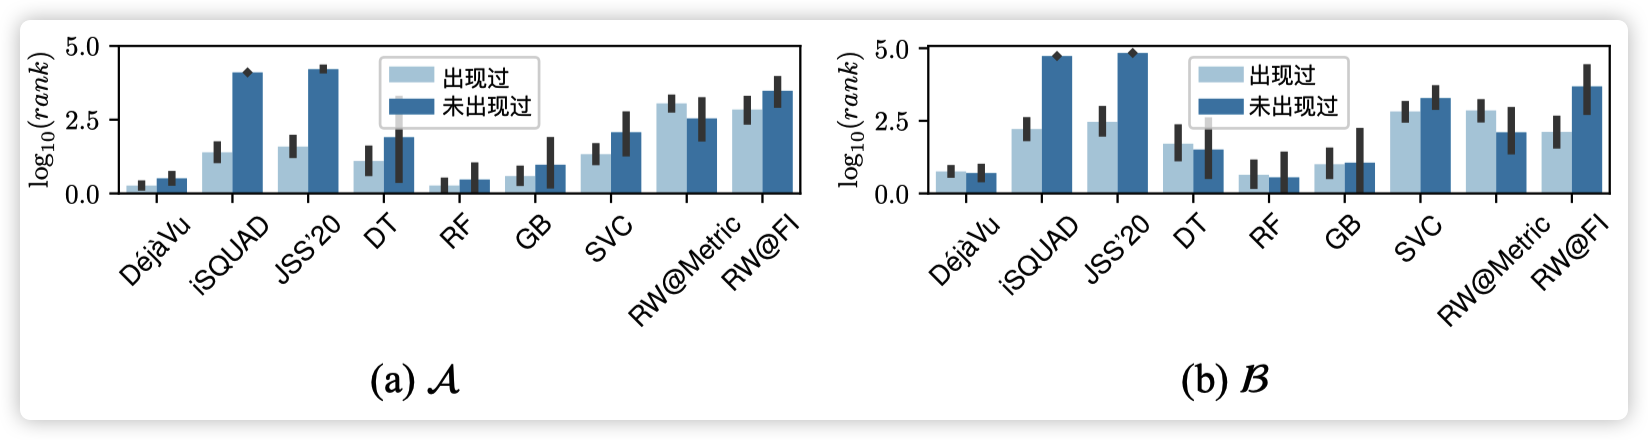 5.0
2.5
0.0
log₁₀(rank)
出现过
未出现过
DéjàVu
iSQUAD
JSS'20
DT
RF
GB
SVC
RW@Metric
RW@FI
(a) 𝒜
5.0
2.5
0.0
log₁₀(rank)
出现过
未出现过
DéjàVu
iSQUAD
JSS'20
DT
RF
GB
SVC
RW@Metric
RW@FI
(b) ℬ